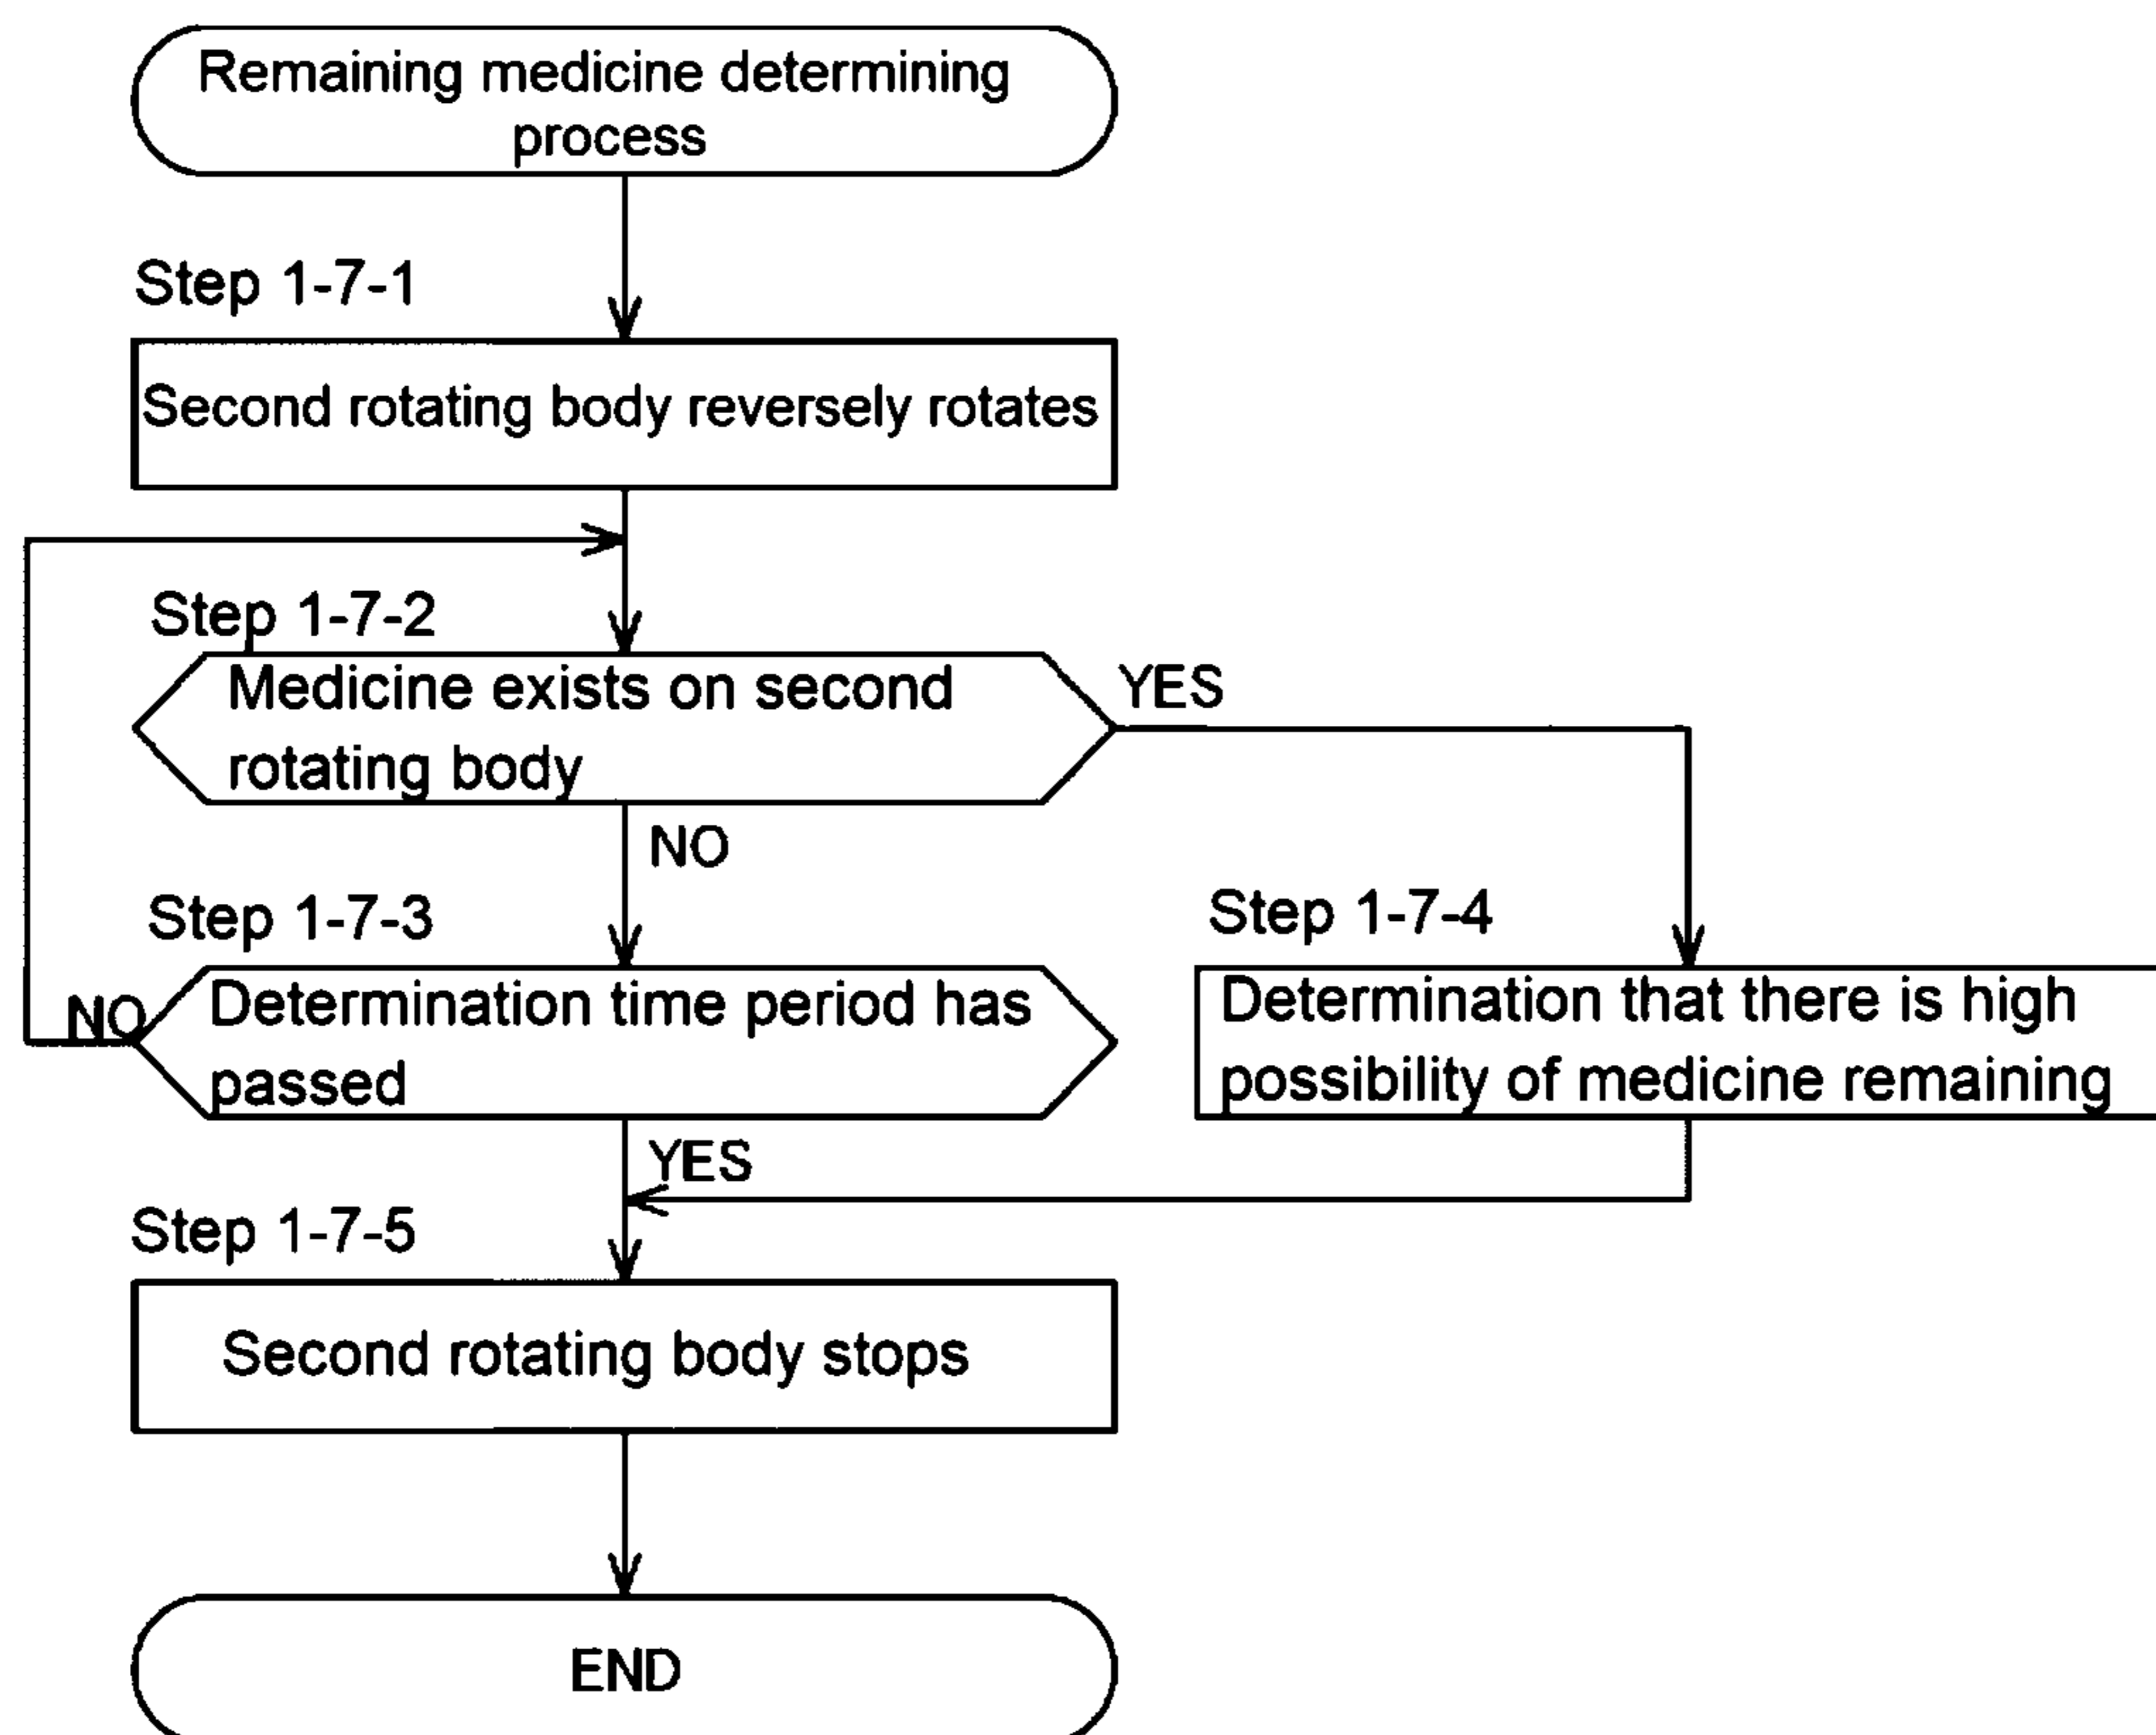 Remaining medicine determining
process
Step 1-7-1
Second rotating body reversely rotates
Step 1-7-2
Medicine exists on second
rotating body
YES
NO
Step 1-7-3
Determination time period has
passed
NO
YES
Step 1-7-4
Determination that there is high
possibility of medicine remaining
Step 1-7-5
Second rotating body stops
END